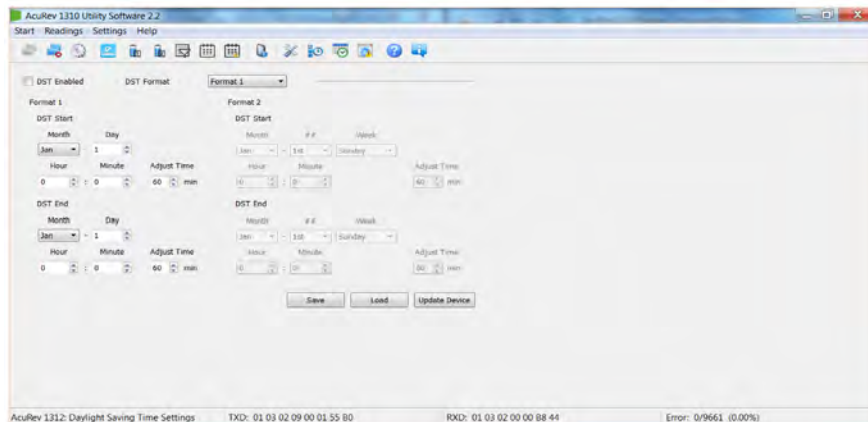 AcuRev 1310 Utility Software 2.2
Start Readings Settings Help
DST Enabled DST Format Format 1
Format 1 Format 2
DST Start DST Start
Month Day Month ## Week
Jan - 1 Jan - 1st - Sunday
Hour Minute Adjust Time Hour Minute Adjust Time
0 : 0 60 min 0 : 0 60 min
DST End DST End
Month Day Month ## Week
Jan - 1 Jan - 1st - Sunday
Hour Minute Adjust Time Hour Minute Adjust Time
0 : 0 60 min 0 : 0 60 min
Save Load Update Device
AcuRev 1312: Daylight Saving Time Settings TXD: 01 03 02 09 00 01 55 B0 RXD: 01 03 02 00 00 B8 44 Error: 0/9661 (0.00%)